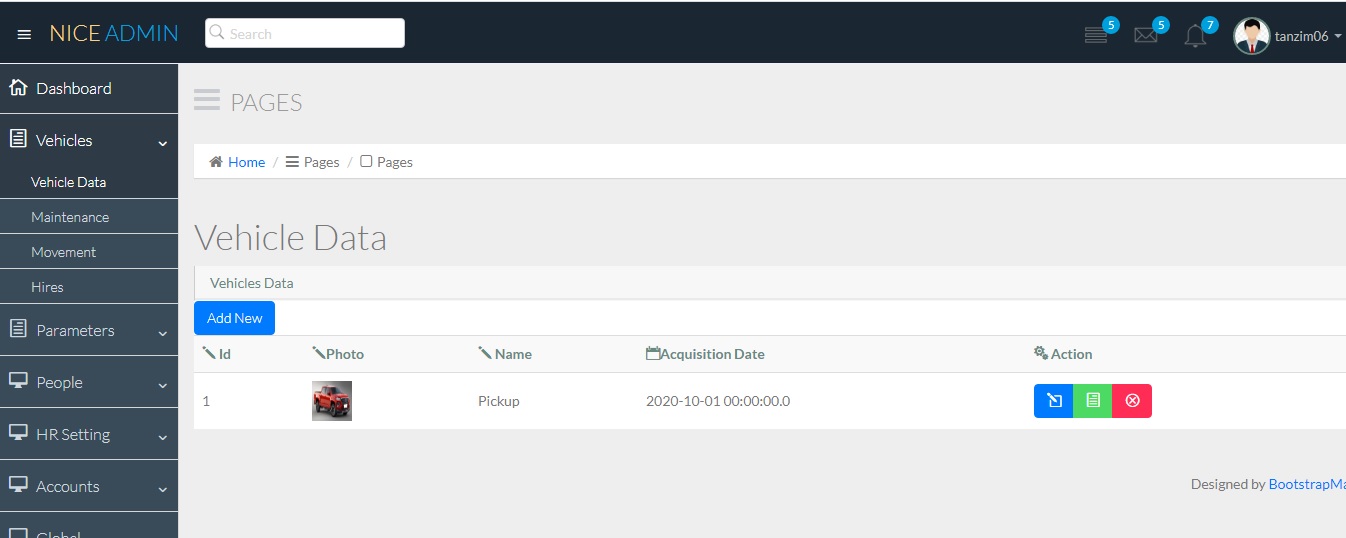 NICE ADMIN
Search
5
5
7
tanzim06
Dashboard
Vehicles
Vehicle Data
Maintenance
Movement
Hires
Parameters
People
HR Setting
Accounts
Global
PAGES
Home / Pages / Pages
Vehicle Data
Vehicles Data
Add New
Id Photo Name Acquisition Date Action
1 Pickup 2020-10-01 00:00:00.0
Designed by BootstrapMa